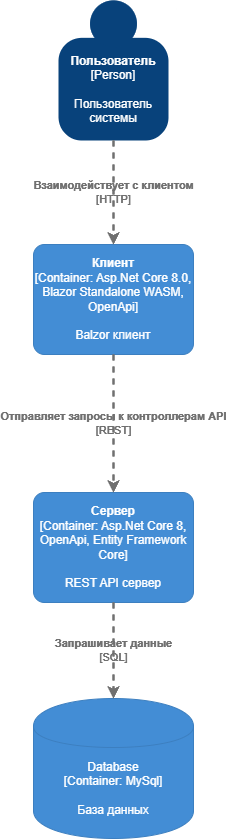 Пользователь
[Person]
Пользователь
системы
Взаимодействует с клиентом
[HTTP]
Клиент
[Container: Asp.Net Core 8.0,
Blazor Standalone WASM,
OpenApi]
Balzor клиент
Отправляет запросы к контроллерам API
[REST]
Сервер
[Container: Asp.Net Core 8,
OpenApi, Entity Framework
Core]
REST API сервер
Запрашивает данные
[SQL]
Database
[Container: MySql]
База данных